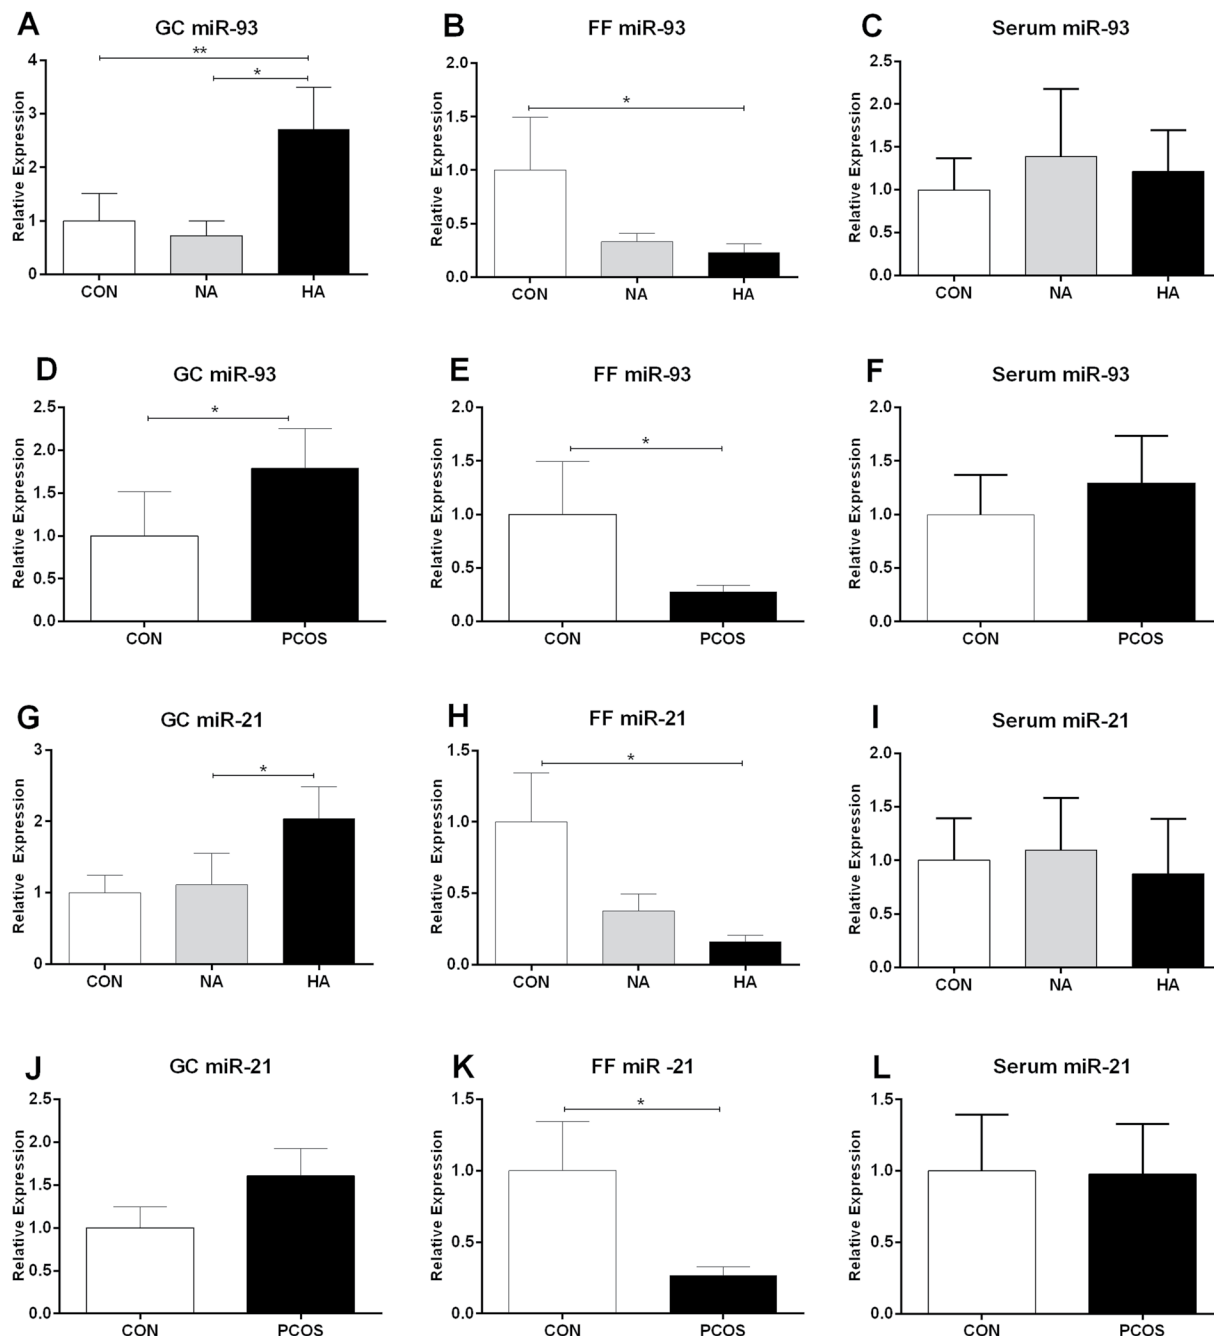 A
GC miR-93
Relative Expression
4
3
2
1
0
**
*
CON NA HA
B
FF miR-93
Relative Expression
2.0
1.5
1.0
0.5
0.0
*
CON NA HA
C
Serum miR-93
Relative Expression
2.5
2.0
1.5
1.0
0.5
0.0
CON NA HA
D
GC miR-93
Relative Expression
2.5
2.0
1.5
1.0
0.5
0.0
*
CON PCOS
E
FF miR-93
Relative Expression
2.0
1.5
1.0
0.5
0.0
*
CON PCOS
F
Serum miR-93
Relative Expression
2.0
1.5
1.0
0.5
0.0
CON PCOS
G
GC miR-21
Relative Expression
3
2
1
0
*
CON NA HA
H
FF miR-21
Relative Expression
1.5
1.0
0.5
0.0
*
CON NA HA
I
Serum miR-21
Relative Expression
2.0
1.5
1.0
0.5
0.0
CON NA HA
J
GC miR-21
Relative Expression
2.5
2.0
1.5
1.0
0.5
0.0
CON PCOS
K
FF miR -21
Relative Expression
1.5
1.0
0.5
0.0
*
CON PCOS
L
Serum miR-21
Relative Expression
1.5
1.0
0.5
0.0
CON PCOS